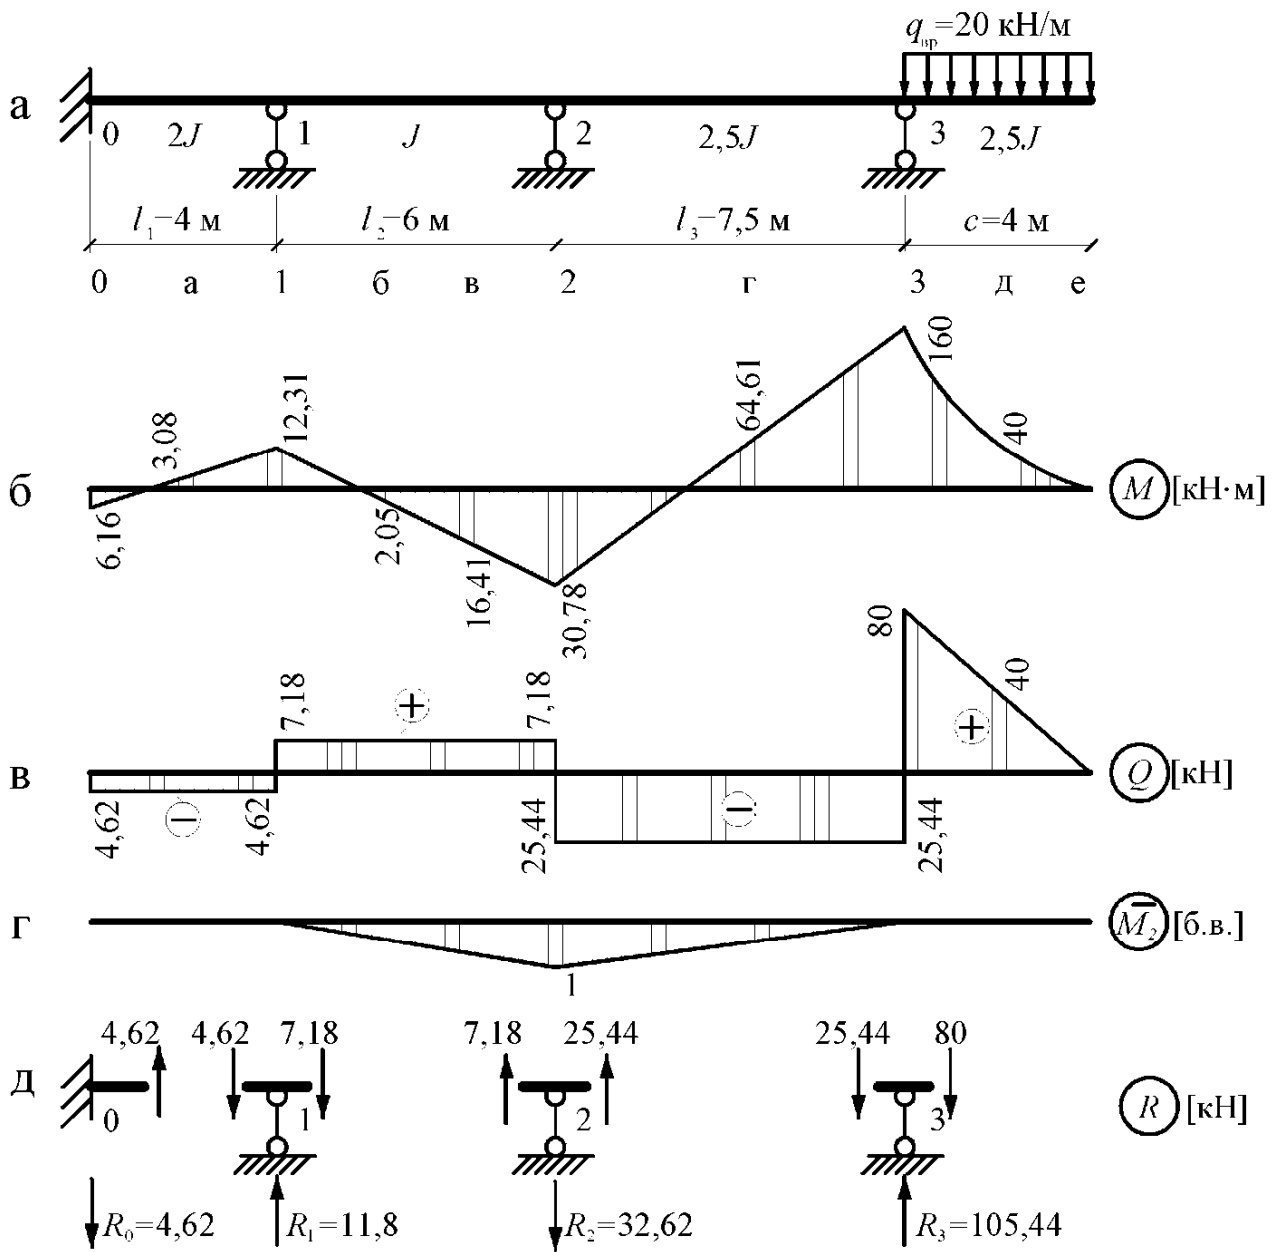 q_вр=20 кН/м
а
0 2J 1 J 2 2,5J 3 2,5J
l₁-4 м l₂-6 м l₃-7,5 м c=4 м
0 а 1 б в 2 г 3 д е
б
6,16 3,08 12,31 2,05 16,41 30,78 64,61 160 40
M [кН·м]
в
4,62 4,62 7,18 7,18 25,44 80 25,44 40
+ − − +
Q [кН]
г
1
M̅₂ [б.в.]
4,62 4,62 7,18 7,18 25,44 25,44 80
д
0 1 2 3
R [кН]
R₀=4,62 R₁=11,8 R₂=32,62 R₃=105,44